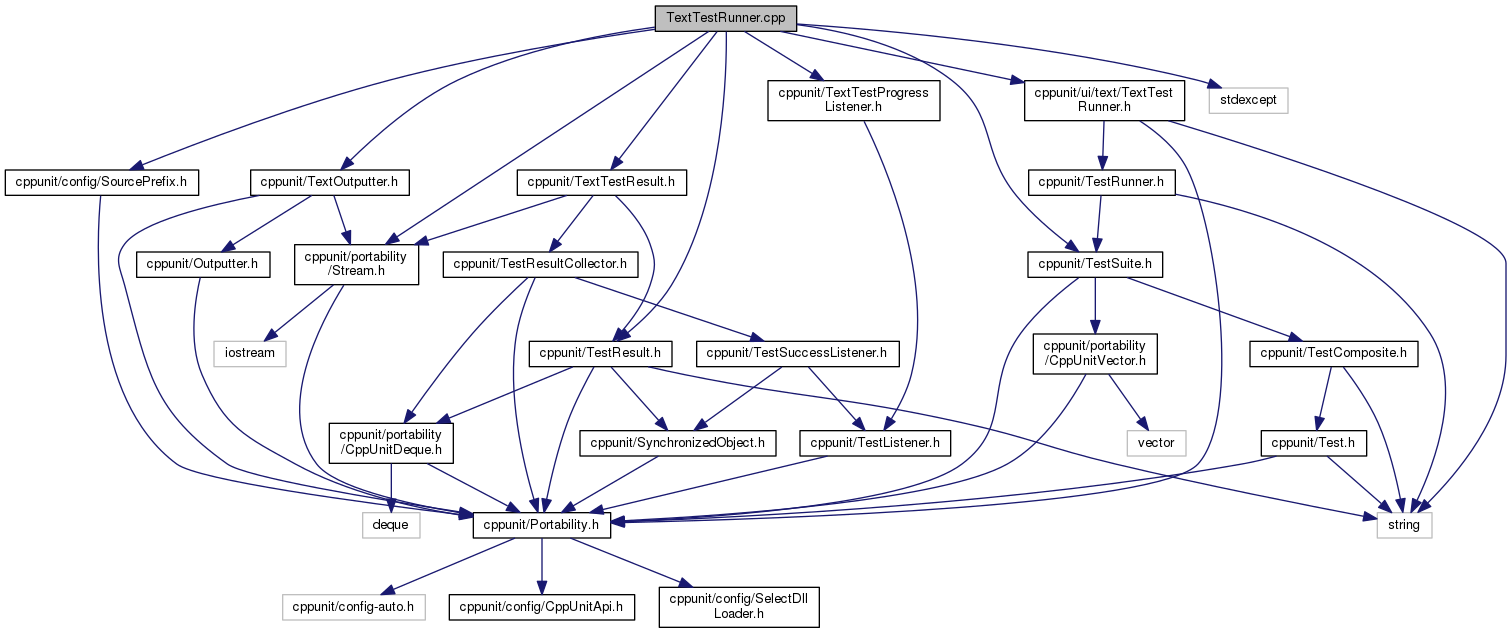 TextTestRunner.cpp
cppunit/TextTestProgress
Listener.h
cppunit/ui/text/TextTest
Runner.h
stdexcept
cppunit/config/SourcePrefix.h
cppunit/TextOutputter.h
cppunit/TextTestResult.h
cppunit/TestRunner.h
cppunit/Outputter.h
cppunit/portability
/Stream.h
cppunit/TestResultCollector.h
cppunit/TestSuite.h
iostream
cppunit/TestResult.h
cppunit/TestSuccessListener.h
cppunit/portability
/CppUnitVector.h
cppunit/TestComposite.h
cppunit/portability
/CppUnitDeque.h
cppunit/SynchronizedObject.h
cppunit/TestListener.h
vector
cppunit/Test.h
deque
cppunit/Portability.h
string
cppunit/config-auto.h
cppunit/config/CppUnitApi.h
cppunit/config/SelectDll
Loader.h